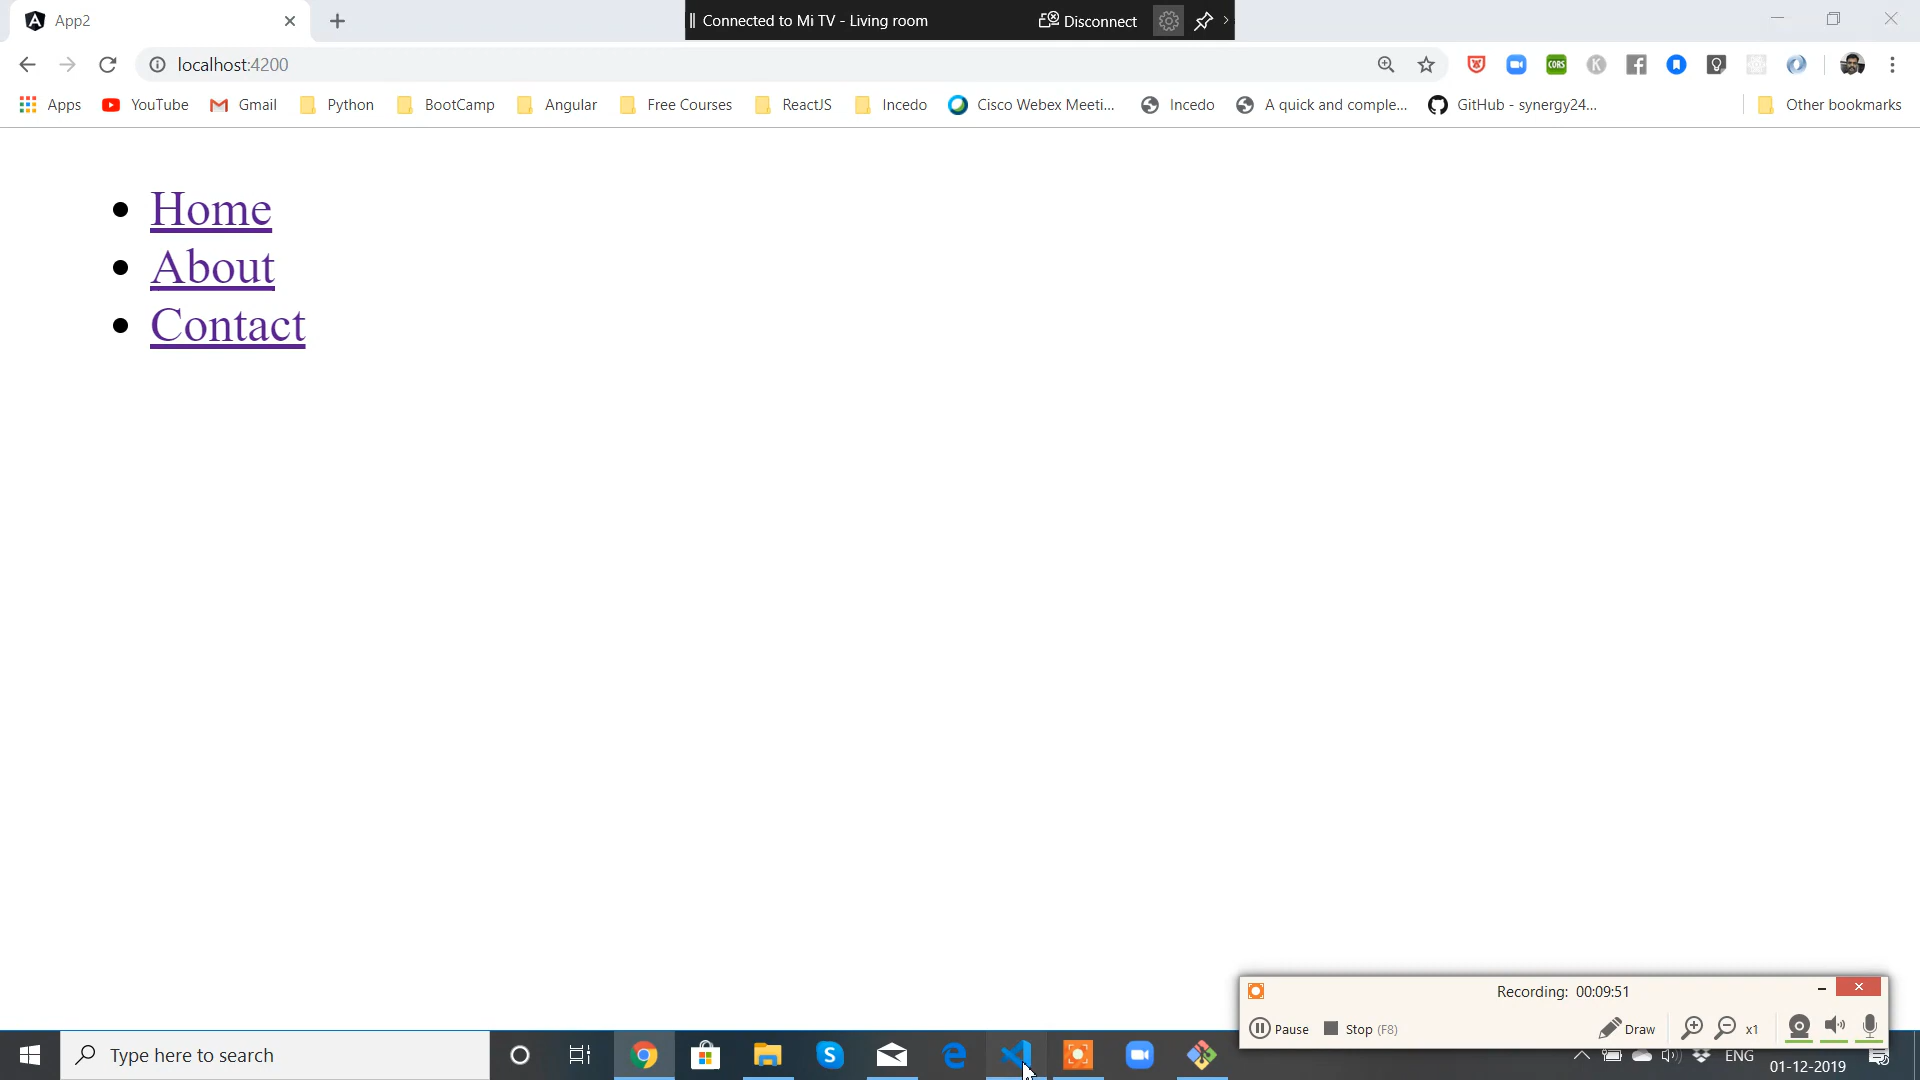 App2
Connected to Mi TV - Living room
Disconnect
localhost:4200
Apps YouTube Gmail Python BootCamp Angular Free Courses ReactJS Incedo Cisco Webex Meeti... Incedo A quick and comple... GitHub - synergy24... Other bookmarks
CORS
K
Home
About
Contact
Recording: 00:09:51
Pause Stop (F8) Draw x1
Type here to search
ENG
01-12-2019